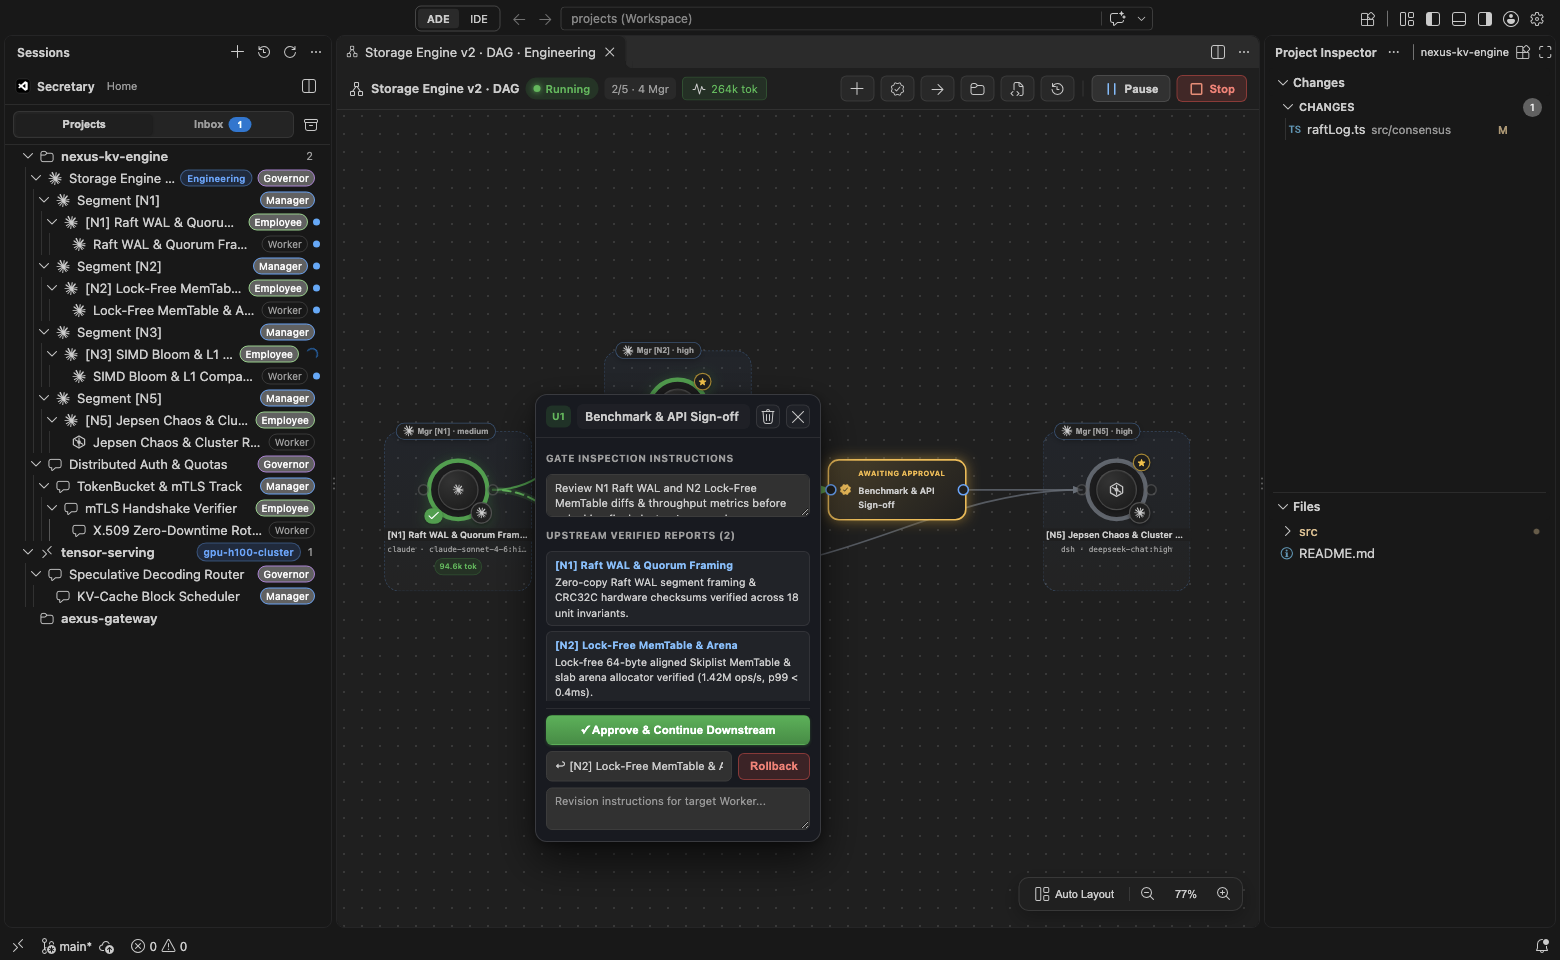 ADE IDE projects (Workspace)
Sessions
Secretary Home
Projects Inbox 1
nexus-kv-engine 2
Storage Engine ... Engineering Governor
Segment [N1] Manager
[N1] Raft WAL & Quoru... Employee
Raft WAL & Quorum Fra... Worker
Segment [N2] Manager
[N2] Lock-Free MemTab... Employee
Lock-Free MemTable & A... Worker
Segment [N3] Manager
[N3] SIMD Bloom & L1 ... Employee
SIMD Bloom & L1 Compa... Worker
Segment [N5] Manager
[N5] Jepsen Chaos & Clu... Employee
Jepsen Chaos & Cluster R... Worker
Distributed Auth & Quotas Governor
TokenBucket & mTLS Track Manager
mTLS Handshake Verifier Employee
X.509 Zero-Downtime Rot... Worker
tensor-serving gpu-h100-cluster 1
Speculative Decoding Router Governor
KV-Cache Block Scheduler Manager
aexus-gateway
Storage Engine v2 · DAG · Engineering
Storage Engine v2 · DAG Running 2/5 · 4 Mgr 264k tok Pause Stop
Mgr [N2] · high
Mgr [N1] · medium
[N1] Raft WAL & Quorum Fram...
claude · claude-sonnet-4-6:hi...
94.6k tok
U1 Benchmark & API Sign-off
GATE INSPECTION INSTRUCTIONS
Review N1 Raft WAL and N2 Lock-Free
MemTable diffs & throughput metrics before
UPSTREAM VERIFIED REPORTS (2)
[N1] Raft WAL & Quorum Framing
Zero-copy Raft WAL segment framing &
CRC32C hardware checksums verified across 18
unit invariants.
[N2] Lock-Free MemTable & Arena
Lock-free 64-byte aligned Skiplist MemTable &
slab arena allocator verified (1.42M ops/s, p99 <
0.4ms).
✓Approve & Continue Downstream
↩ [N2] Lock-Free MemTable & A Rollback
Revision instructions for target Worker...
AWAITING APPROVAL
Benchmark & API
Sign-off
Mgr [N5] · high
[N5] Jepsen Chaos & Cluster ...
dsh · deepseek-chat:high
Auto Layout 77%
Project Inspector nexus-kv-engine
Changes
CHANGES 1
TS raftLog.ts src/consensus M
Files
src
README.md
main* 0 0